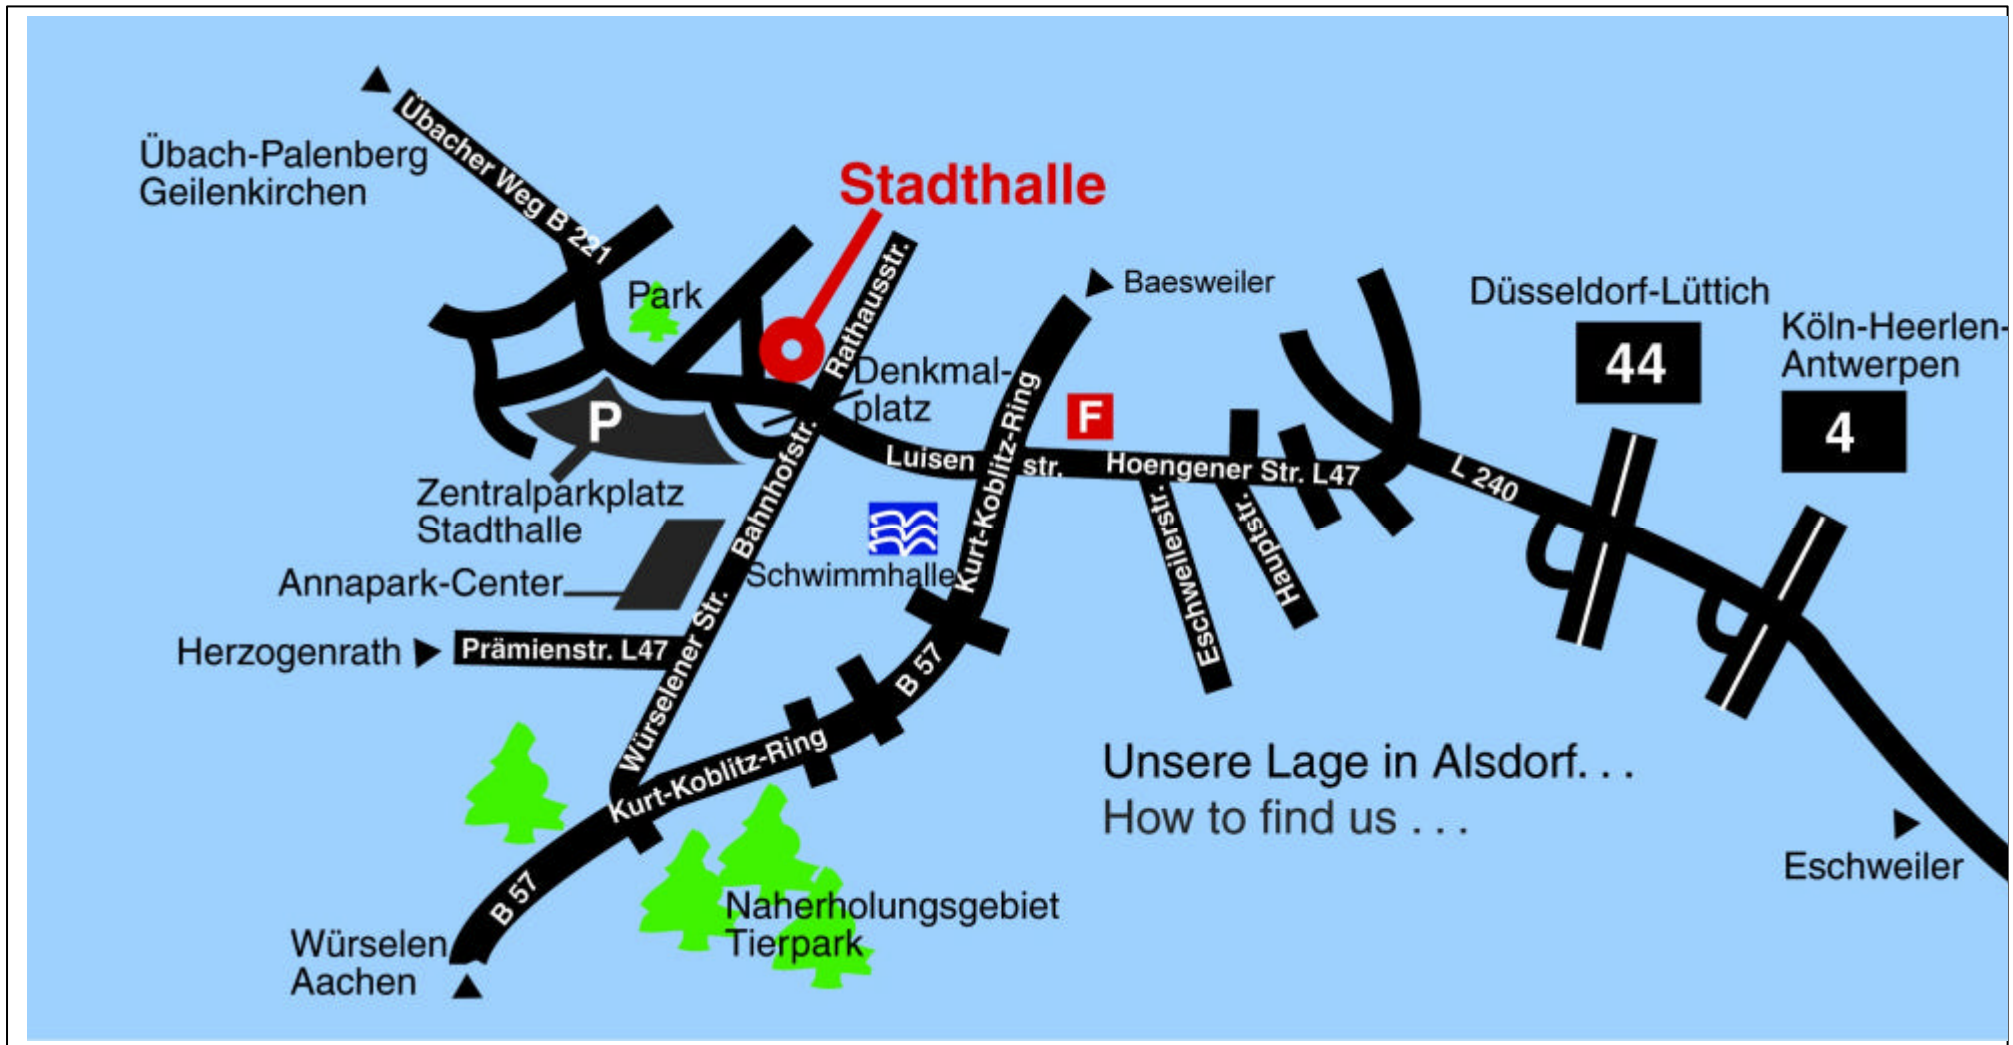 Übacher Weg B 221
Übach-Palenberg
Geilenkirchen
Stadthalle
Park
Rathausstr.
Denkmal-
platz
Baesweiler
Düsseldorf-Lüttich
44
Köln-Heerlen-
Antwerpen
4
P
F
Luisen str.
Hoengener Str. L47
L 240
Kurt-Koblitz-Ring
Zentralparkplatz
Stadthalle
Bahnhofstr.
Schwimmhalle
Eschweilerstr.
Hauptstr.
Annapark-Center
Herzogenrath
Prämienstr. L47
Würselener Str.
B 57
Kurt-Koblitz-Ring
Unsere Lage in Alsdorf. . .
How to find us . . .
Eschweiler
B 57
Naherholungsgebiet
Tierpark
Würselen
Aachen